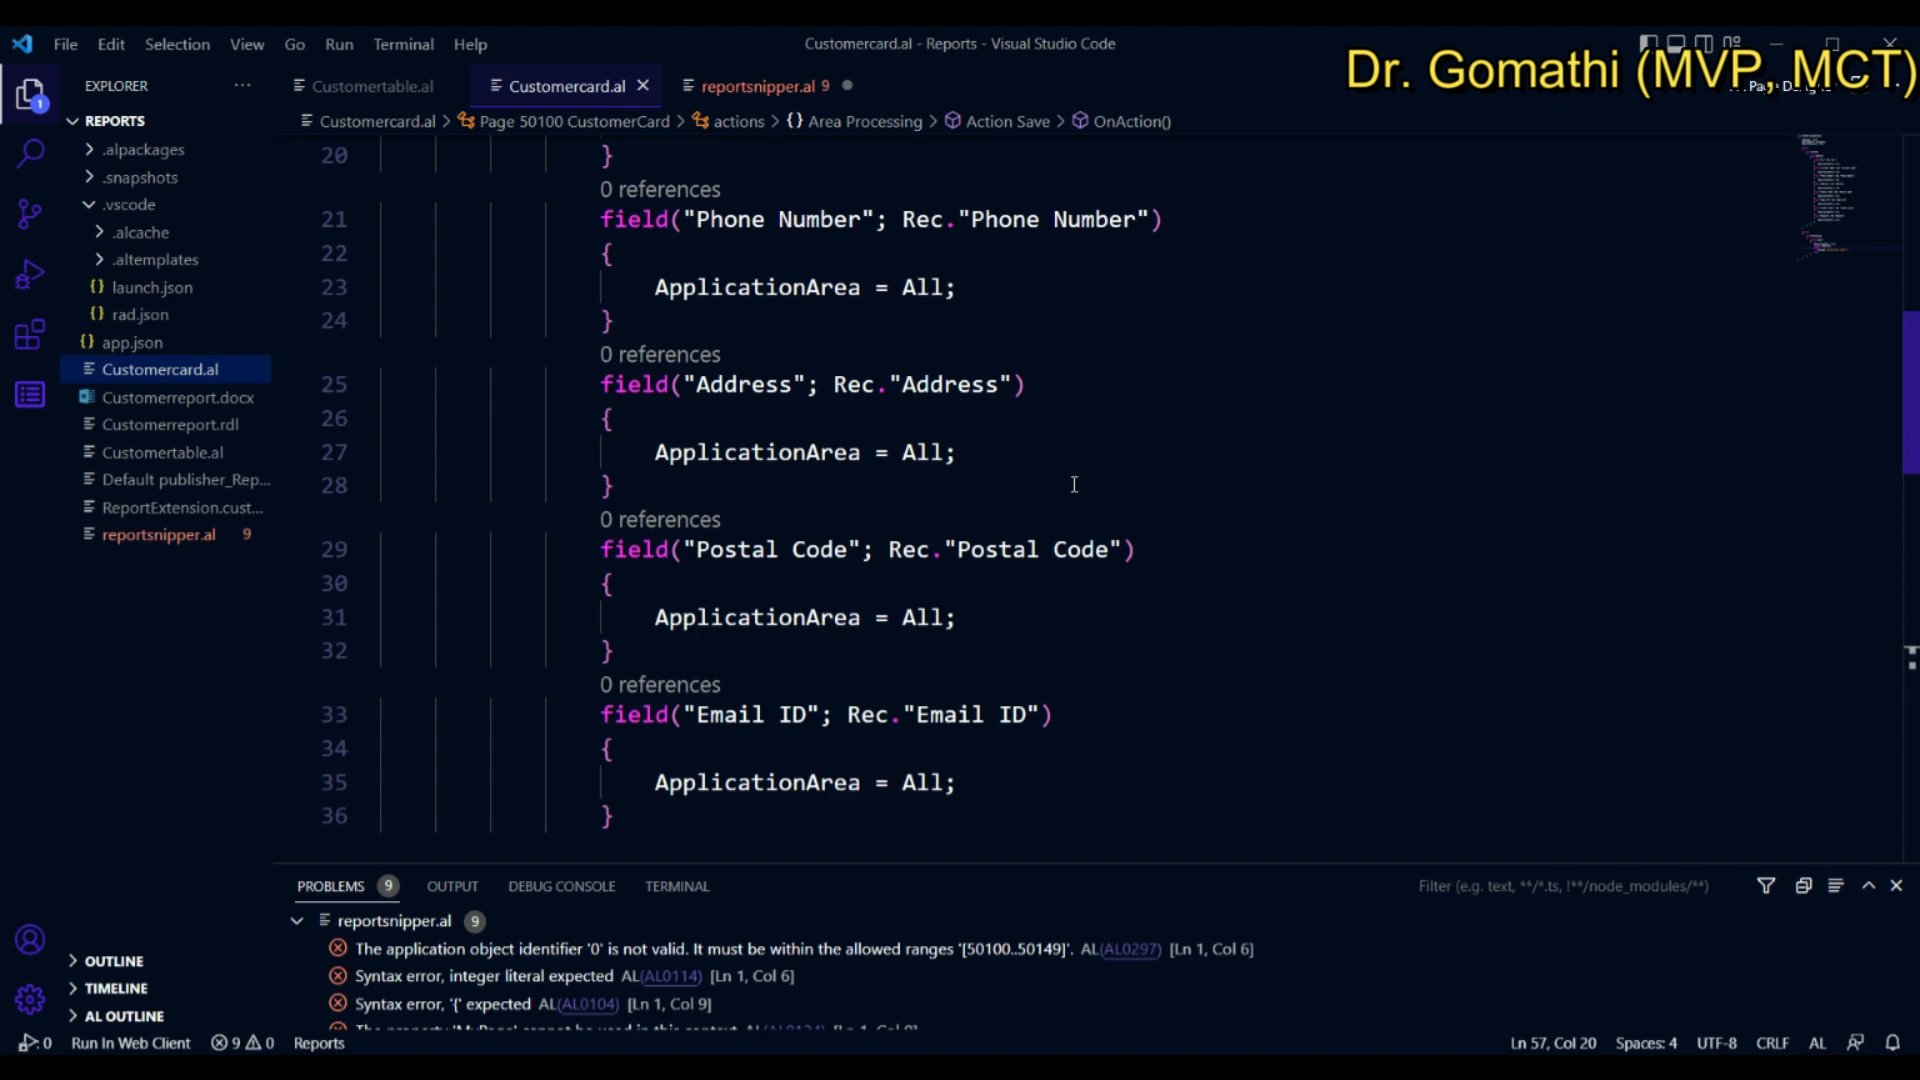 File Edit Selection View Go Run Terminal Help
Customercard.al - Reports - Visual Studio Code
Dr. Gomathi (MVP, MCT)
EXPLORER
Customertable.al
Customercard.al
reportsnipper.al 9
1
REPORTS
Customercard.al > Page 50100 CustomerCard > actions > {} Area Processing > Action Save > OnAction()
.alpackages
.snapshots
.vscode
.alcache
.altemplates
{} launch.json
{} rad.json
{} app.json
Customercard.al
Customerreport.docx
Customerreport.rdl
Customertable.al
Default publisher_Rep...
ReportExtension.cust...
reportsnipper.al 9
20 }
0 references
21 field("Phone Number"; Rec."Phone Number")
22 {
23 ApplicationArea = All;
24 }
0 references
25 field("Address"; Rec."Address")
26 {
27 ApplicationArea = All;
28 }
0 references
29 field("Postal Code"; Rec."Postal Code")
30 {
31 ApplicationArea = All;
32 }
0 references
33 field("Email ID"; Rec."Email ID")
34 {
35 ApplicationArea = All;
36 }
PROBLEMS 9 OUTPUT DEBUG CONSOLE TERMINAL
Filter (e.g. text, **/*.ts, !**/node_modules/**)
reportsnipper.al 9
The application object identifier '0' is not valid. It must be within the allowed ranges '[50100..50149]'. AL(AL0297) [Ln 1, Col 6]
Syntax error, integer literal expected AL(AL0114) [Ln 1, Col 6]
Syntax error, '{' expected AL(AL0104) [Ln 1, Col 9]
OUTLINE
TIMELINE
AL OUTLINE
0 Run In Web Client 9 0 Reports
Ln 57, Col 20 Spaces: 4 UTF-8 CRLF AL